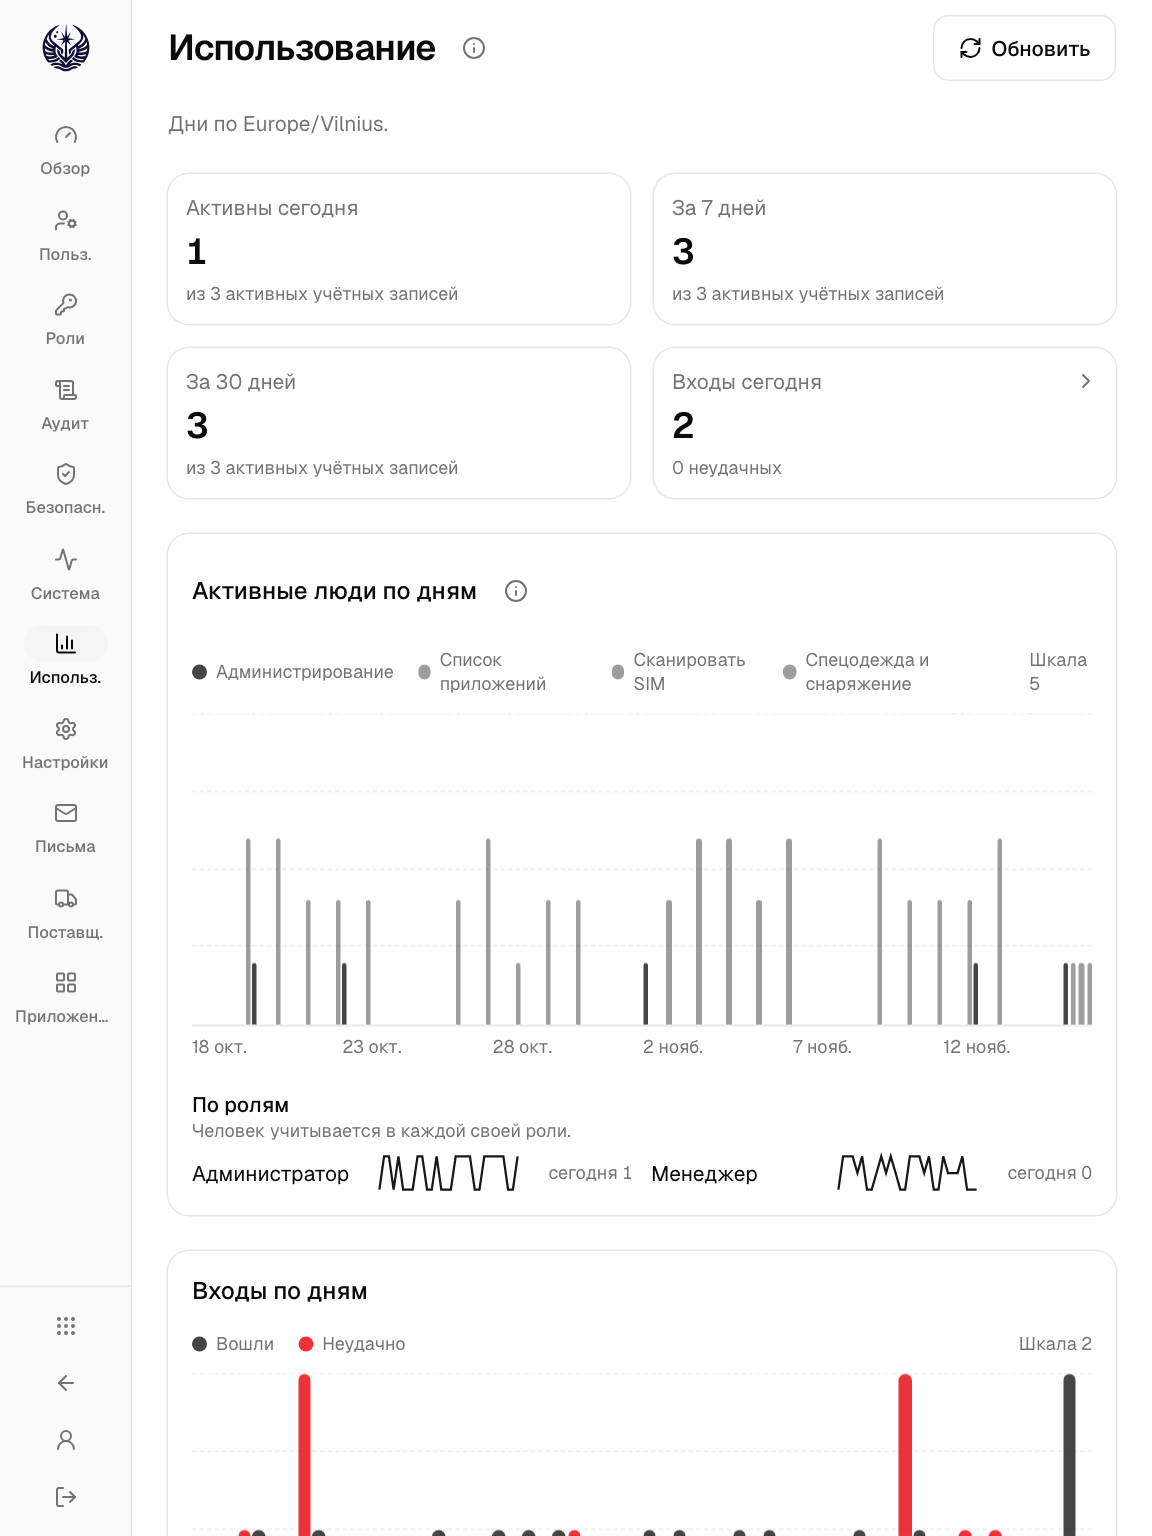 Использование
Обновить
Дни по Europe/Vilnius.
Обзор
Польз.
Роли
Аудит
Безопасн.
Система
Использ.
Настройки
Письма
Поставщ.
Приложен...
Активны сегодня
1
из 3 активных учётных записей
За 7 дней
3
из 3 активных учётных записей
За 30 дней
3
из 3 активных учётных записей
Входы сегодня
2
0 неудачных
Активные люди по дням
Администрирование
Список
приложений
Сканировать
SIM
Спецодежда и
снаряжение
Шкала
5
18 окт.
23 окт.
28 окт.
2 нояб.
7 нояб.
12 нояб.
По ролям
Человек учитывается в каждой своей роли.
Администратор
сегодня 1
Менеджер
сегодня 0
Входы по дням
Вошли
Неудачно
Шкала 2